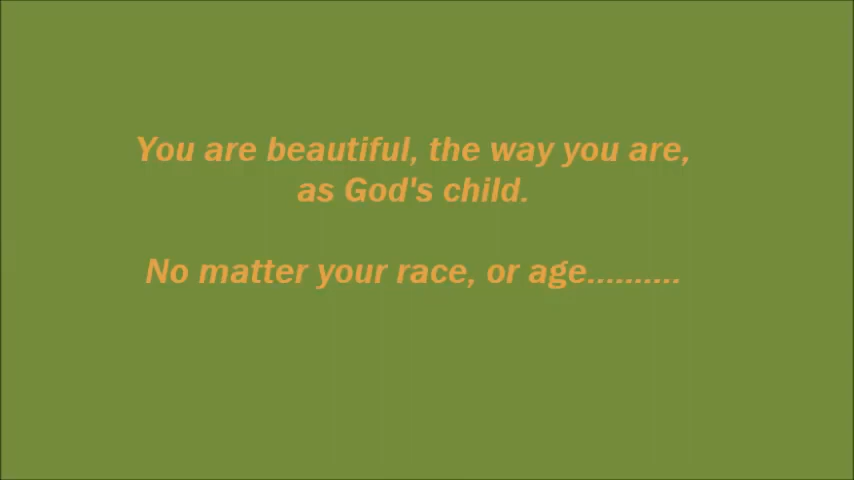 You are beautiful, the way you are,
as God's child.
No matter your race, or age..........